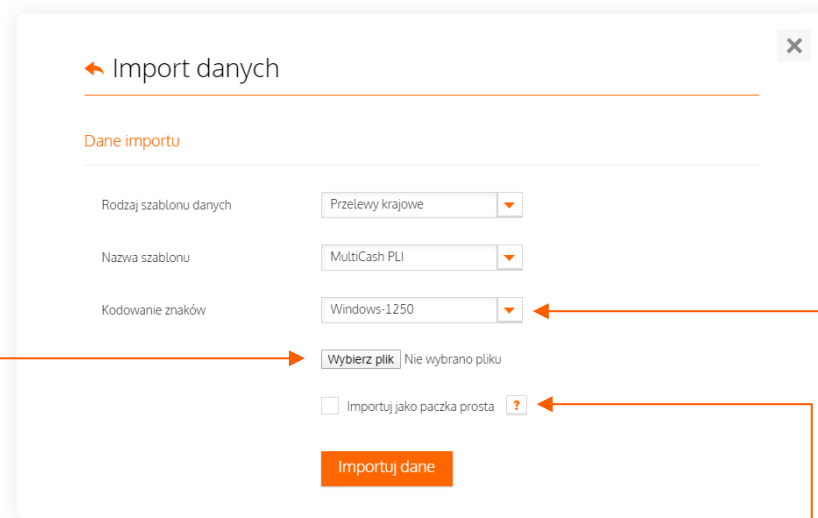 Import danych
Dane importu
Rodzaj szablonu danych Przelewy krajowe
Nazwa szablonu MultiCash PLI
Kodowanie znaków Windows-1250
Wybierz plik Nie wybrano pliku
Importuj jako paczka prosta ?
Importuj dane